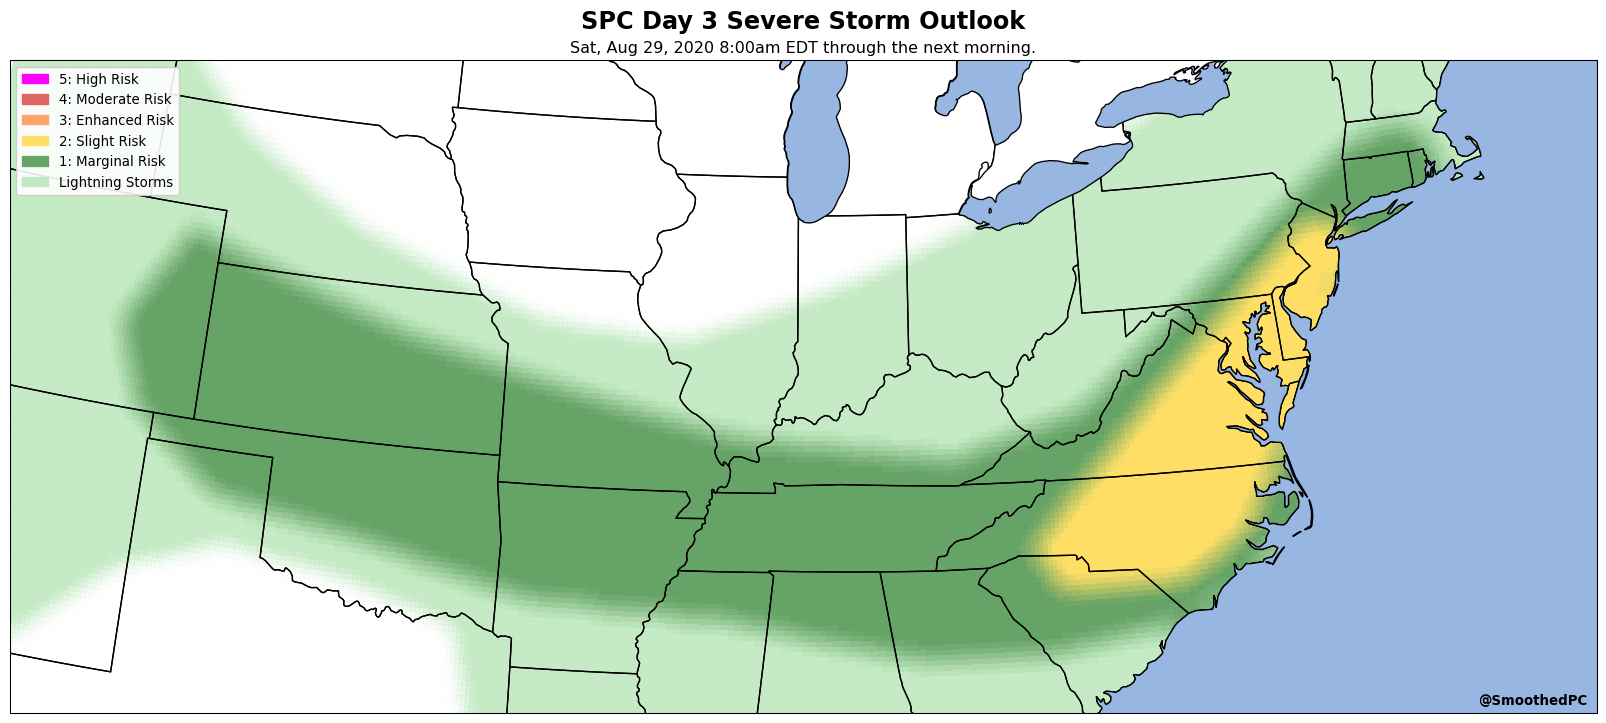 SPC Day 3 Severe Storm Outlook
Sat, Aug 29, 2020 8:00am EDT through the next morning.
5: High Risk
4: Moderate Risk
3: Enhanced Risk
2: Slight Risk
1: Marginal Risk
Lightning Storms
@SmoothedPC